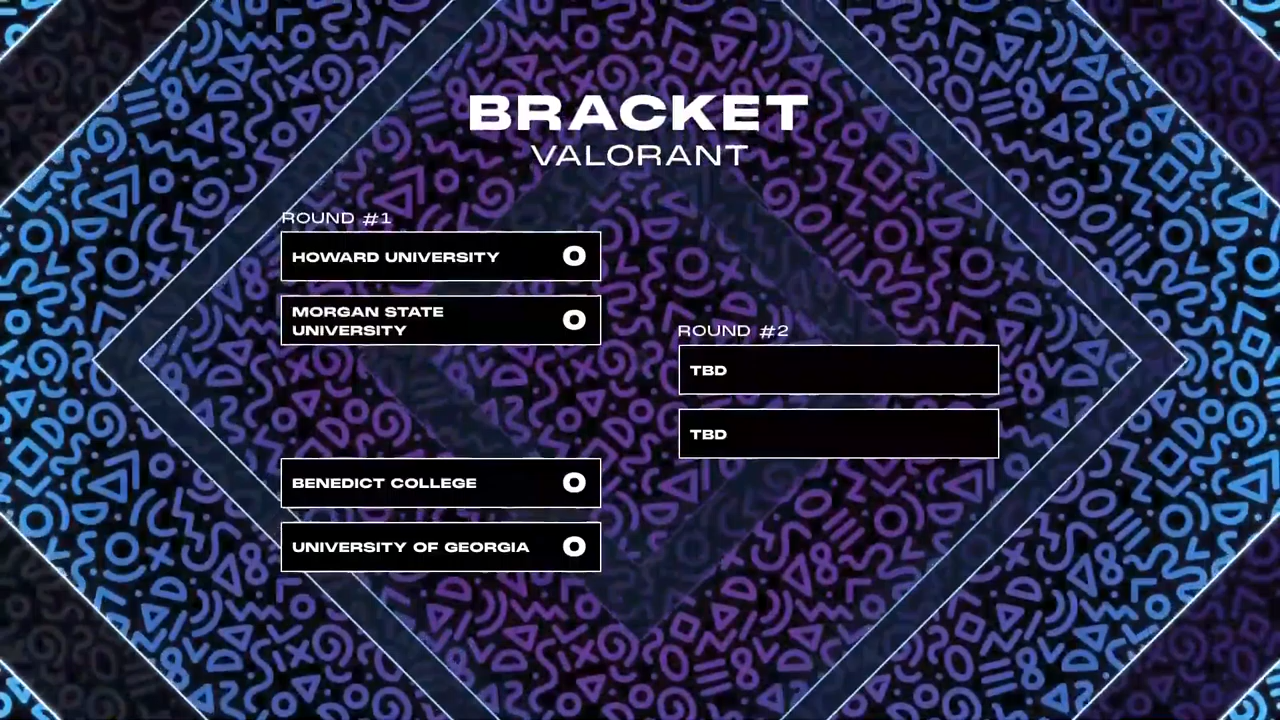 BRACKET
VALORANT
ROUND #1
HOWARD UNIVERSITY 0
MORGAN STATE
UNIVERSITY 0
ROUND #2
TBD
TBD
BENEDICT COLLEGE 0
UNIVERSITY OF GEORGIA 0